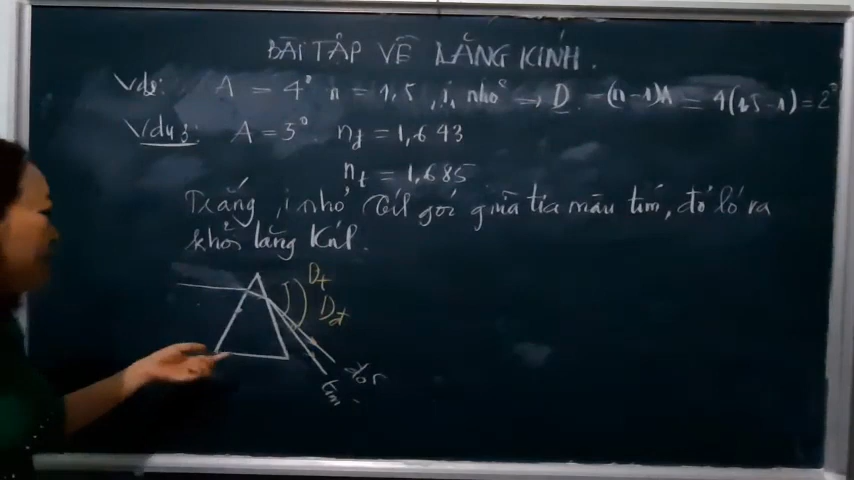 BÀI TẬP VỀ LĂNG KÍNH.
Vd2: A = 4° n = 1,5, i₁ nhỏ → D = (n-1)A = 4(1,5-1) = 2°
Vdụ 3: A = 5° nđ = 1,643
nt = 1,685
Trắng, i nhỏ Tính góc giữa tia màu tím, đỏ ló ra
khỏi lăng Kính.
Dt
Dđ
tím